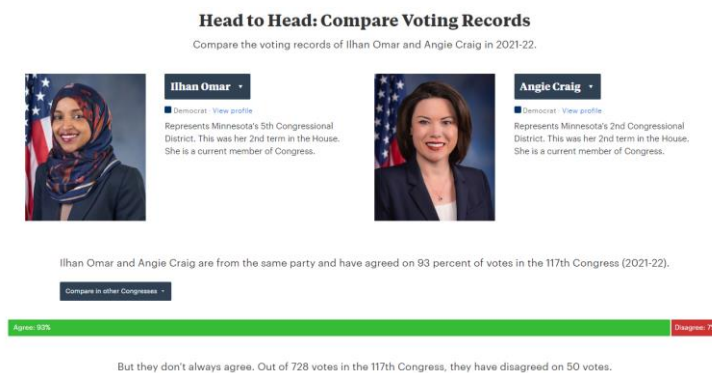 Head to Head: Compare Voting Records
Compare the voting records of Ilhan Omar and Angie Craig in 2021-22.
Ilhan Omar
Democrat · View profile
Represents Minnesota's 5th Congressional
District. This was her 2nd term in the House.
She is a current member of Congress.
Angie Craig
Democrat · View profile
Represents Minnesota's 2nd Congressional
District. This was her 2nd term in the House.
She is a current member of Congress.
Ilhan Omar and Angie Craig are from the same party and have agreed on 93 percent of votes in the 117th Congress (2021-22).
Compare in other Congresses
Agree: 93%
Disagree: 7%
But they don't always agree. Out of 728 votes in the 117th Congress, they have disagreed on 50 votes.